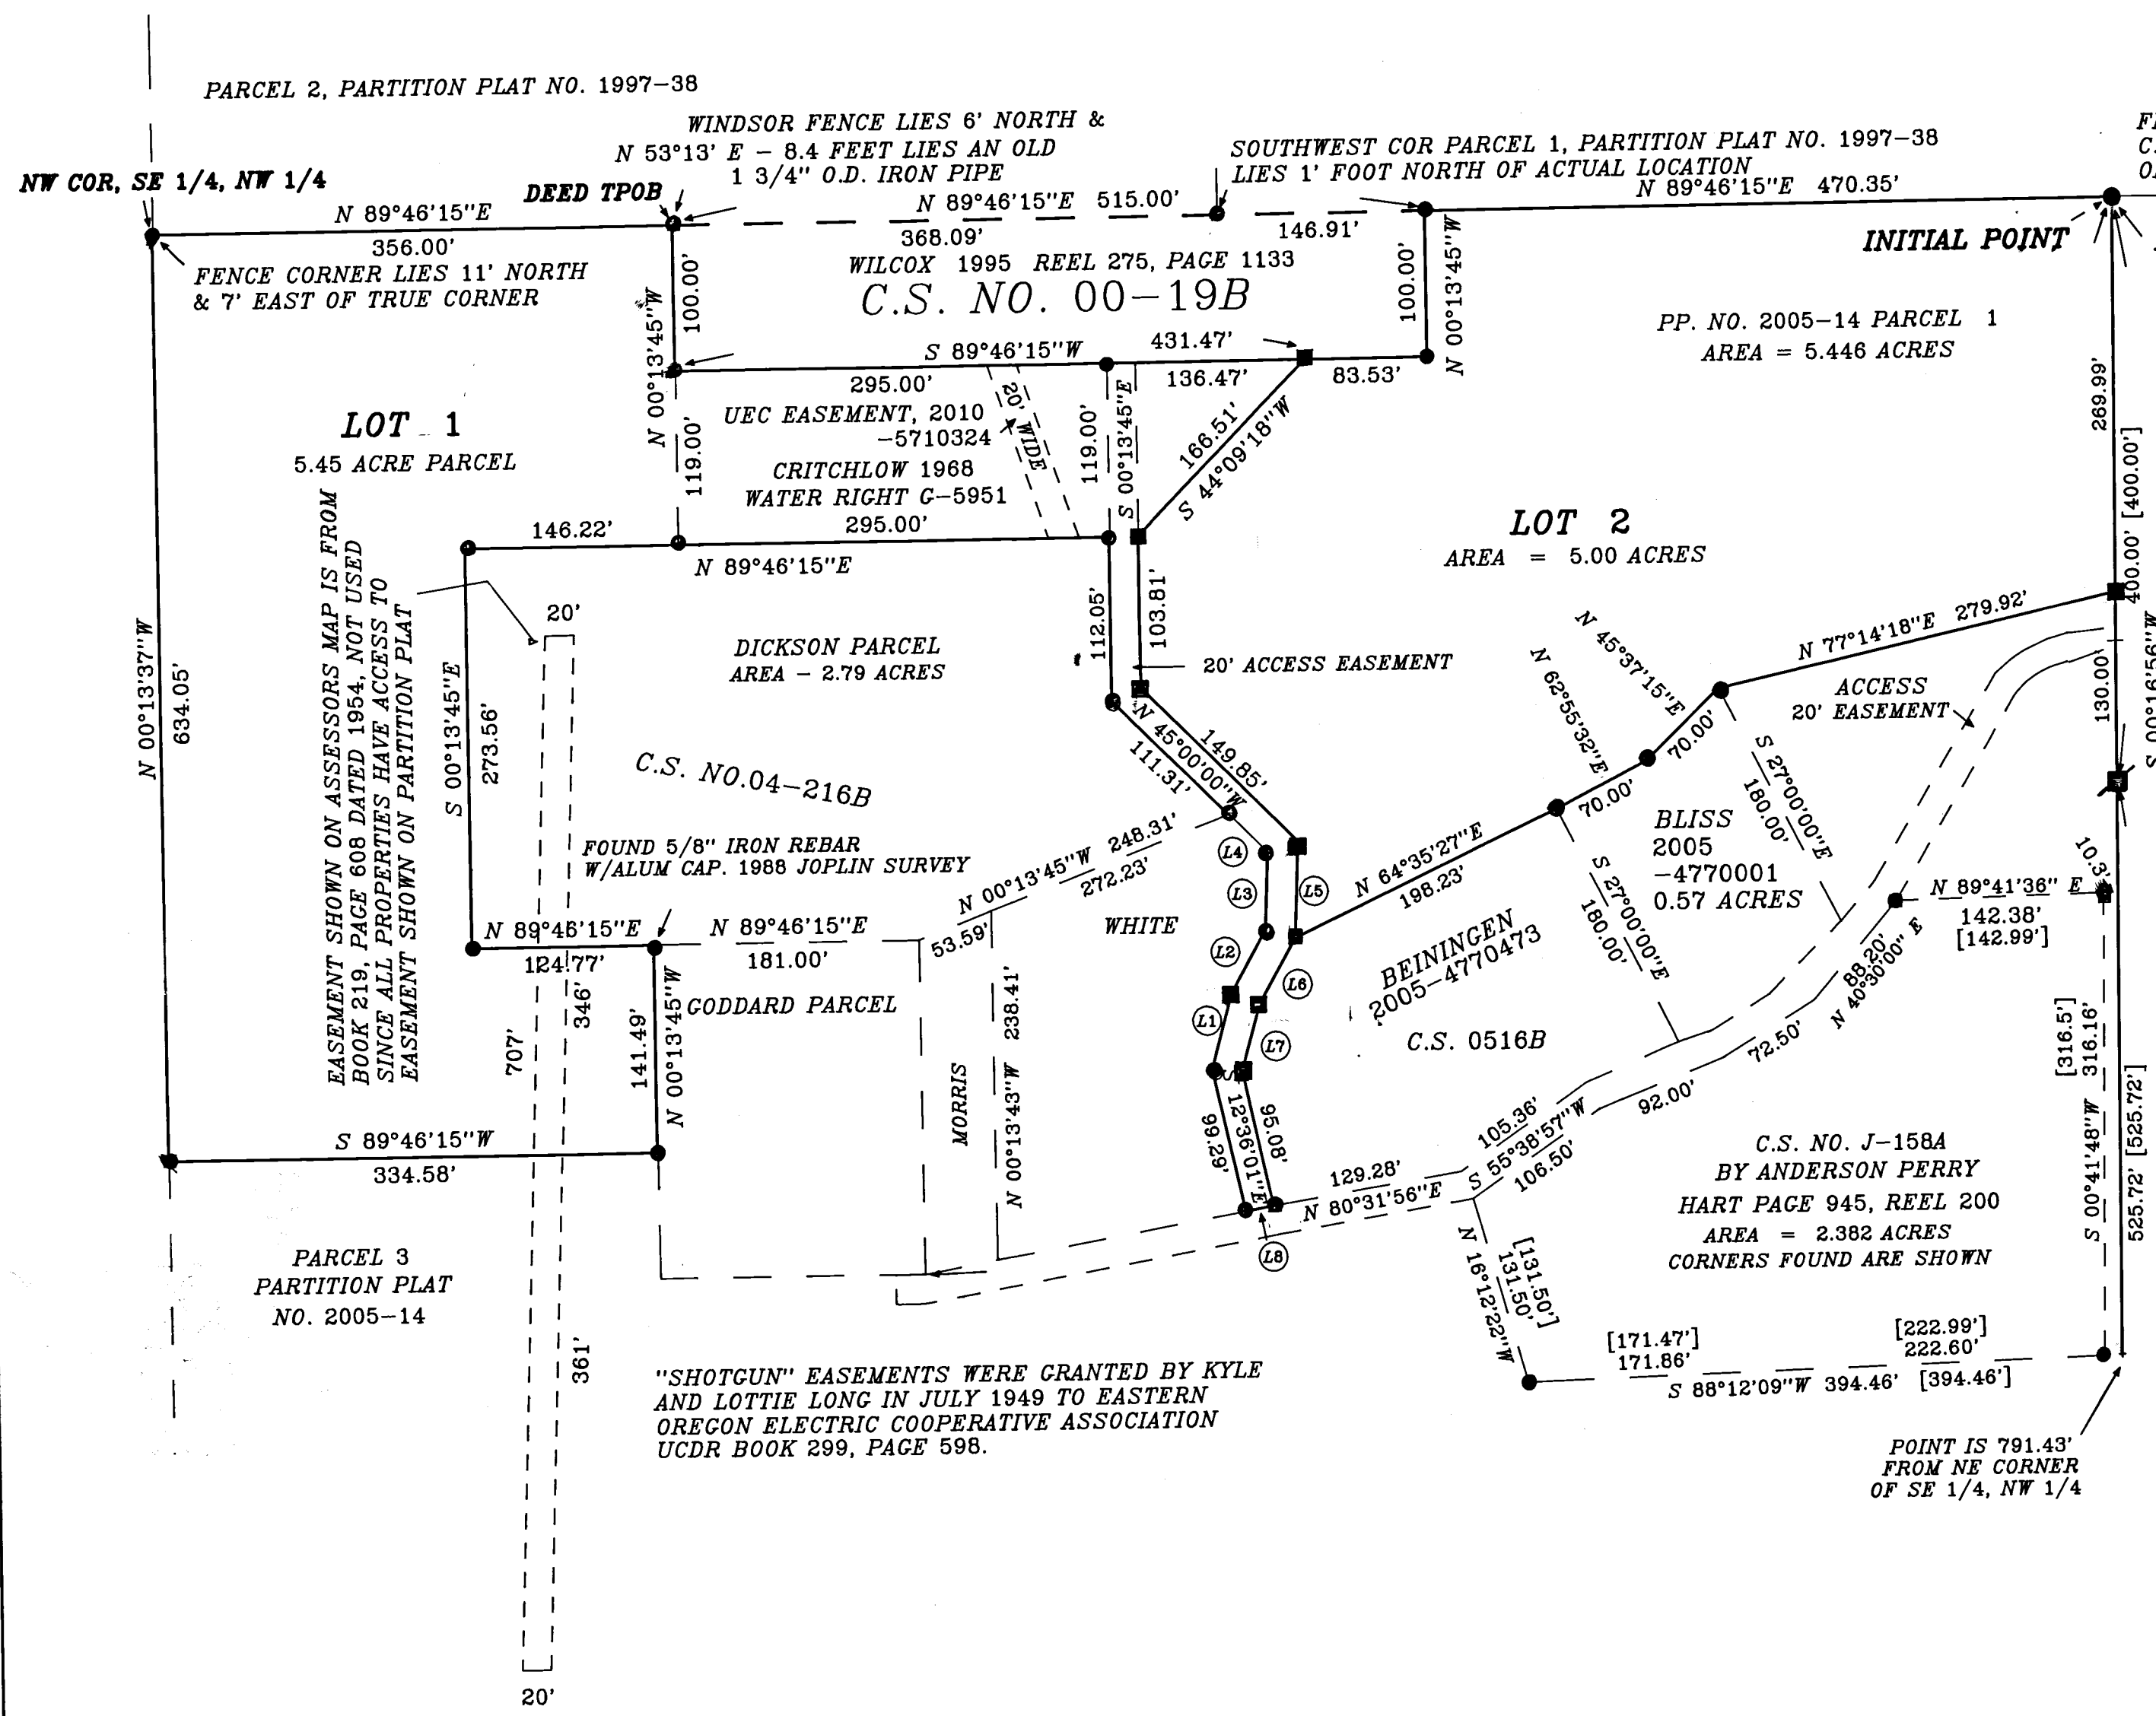 PARCEL 2, PARTITION PLAT NO. 1997-38
WINDSOR FENCE LIES 6' NORTH &
N 53°13' E - 8.4 FEET LIES AN OLD
1 3/4" O.D. IRON PIPE
SOUTHWEST COR PARCEL 1, PARTITION PLAT NO. 1997-38
LIES 1' FOOT NORTH OF ACTUAL LOCATION
NW COR, SE 1/4, NW 1/4
DEED TPOB
N 89°46'15"E
356.00'
N 89°46'15"E 515.00'
368.09'
146.91'
N 89°46'15"E 470.35'
INITIAL POINT
FENCE CORNER LIES 11' NORTH
& 7' EAST OF TRUE CORNER
WILCOX 1995 REEL 275, PAGE 1133
C.S. NO. 00-19B
N 00°13'45"W
100.00'
100.00'
N 00°13'45"W
PP. NO. 2005-14 PARCEL 1
AREA = 5.446 ACRES
S 89°46'15"W
431.47'
295.00'
136.47'
83.53'
LOT 1
5.45 ACRE PARCEL
119.00'
UEC EASEMENT, 2010
-5710324
20' WIDE
CRITCHLOW 1968
WATER RIGHT G-5951
119.00'
S 00°13'45"E
166.51'
S 44°09'18"W
269.99'
400.00' [400.00']
S 00°16'56"W
146.22'
295.00'
N 89°46'15"E
LOT 2
AREA = 5.00 ACRES
EASEMENT SHOWN ON ASSESSORS MAP IS FROM
BOOK 219, PAGE 608 DATED 1954, NOT USED
SINCE ALL PROPERTIES HAVE ACCESS TO
EASEMENT SHOWN ON PARTITION PLAT
N 00°13'37"W
634.05'
S 00°13'45"E
273.56'
20'
DICKSON PARCEL
AREA - 2.79 ACRES
112.05'
103.81'
20' ACCESS EASEMENT
N 45°00'00"W
149.85'
111.31'
N 77°14'18"E 279.92'
N 45°37'15"E
70.00'
N 62°55'32"E
70.00'
ACCESS
20' EASEMENT
130.00'
C.S. NO.04-216B
FOUND 5/8" IRON REBAR
W/ALUM CAP. 1988 JOPLIN SURVEY
N 00°13'45"W 248.31'
272.23'
53.59'
L4
L3
L5
L2
L6
L1
L7
L8
WHITE
N 64°35'27"E
198.23'
S 27°00'00"E
180.00'
S 27°00'00"E
180.00'
BLISS
2005
-4770001
0.57 ACRES
10.3'
N 89°41'36" E
142.38'
[142.99']
88.20'
N 40°30'00" E
N 89°46'15"E
124.77'
N 89°46'15"E
181.00'
GODDARD PARCEL
707'
346'
141.49'
N 00°13'45"W
MORRIS
N 00°13'43"W 238.41'
BEININGEN
2005-4770473
C.S. 0516B
72.50'
92.00'
[316.5']
316.16'
S 00°41'48"W
525.72' [525.72']
S 12°36'01"E
99.29'
95.08'
105.36'
S 55°38'57"W
106.50'
129.28'
N 80°31'56"E
C.S. NO. J-158A
BY ANDERSON PERRY
HART PAGE 945, REEL 200
AREA = 2.382 ACRES
CORNERS FOUND ARE SHOWN
S 89°46'15"W
334.58'
PARCEL 3
PARTITION PLAT
NO. 2005-14
361'
[131.50']
131.50'
N 16°12'22"W
[171.47']
171.86'
[222.99']
222.60'
S 88°12'09"W 394.46' [394.46']
"SHOTGUN" EASEMENTS WERE GRANTED BY KYLE
AND LOTTIE LONG IN JULY 1949 TO EASTERN
OREGON ELECTRIC COOPERATIVE ASSOCIATION
UCDR BOOK 299, PAGE 598.
POINT IS 791.43'
FROM NE CORNER
OF SE 1/4, NW 1/4
20'